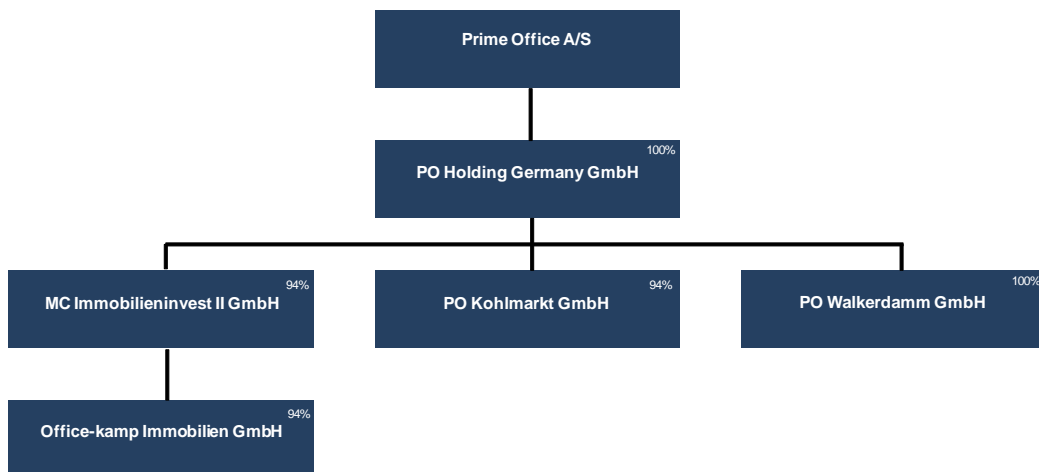 Prime Office A/S
100%
PO Holding Germany GmbH
94%
MC Immobilieninvest II GmbH
94%
PO Kohlmarkt GmbH
100%
PO Walkerdamm GmbH
94%
Office-kamp Immobilien GmbH